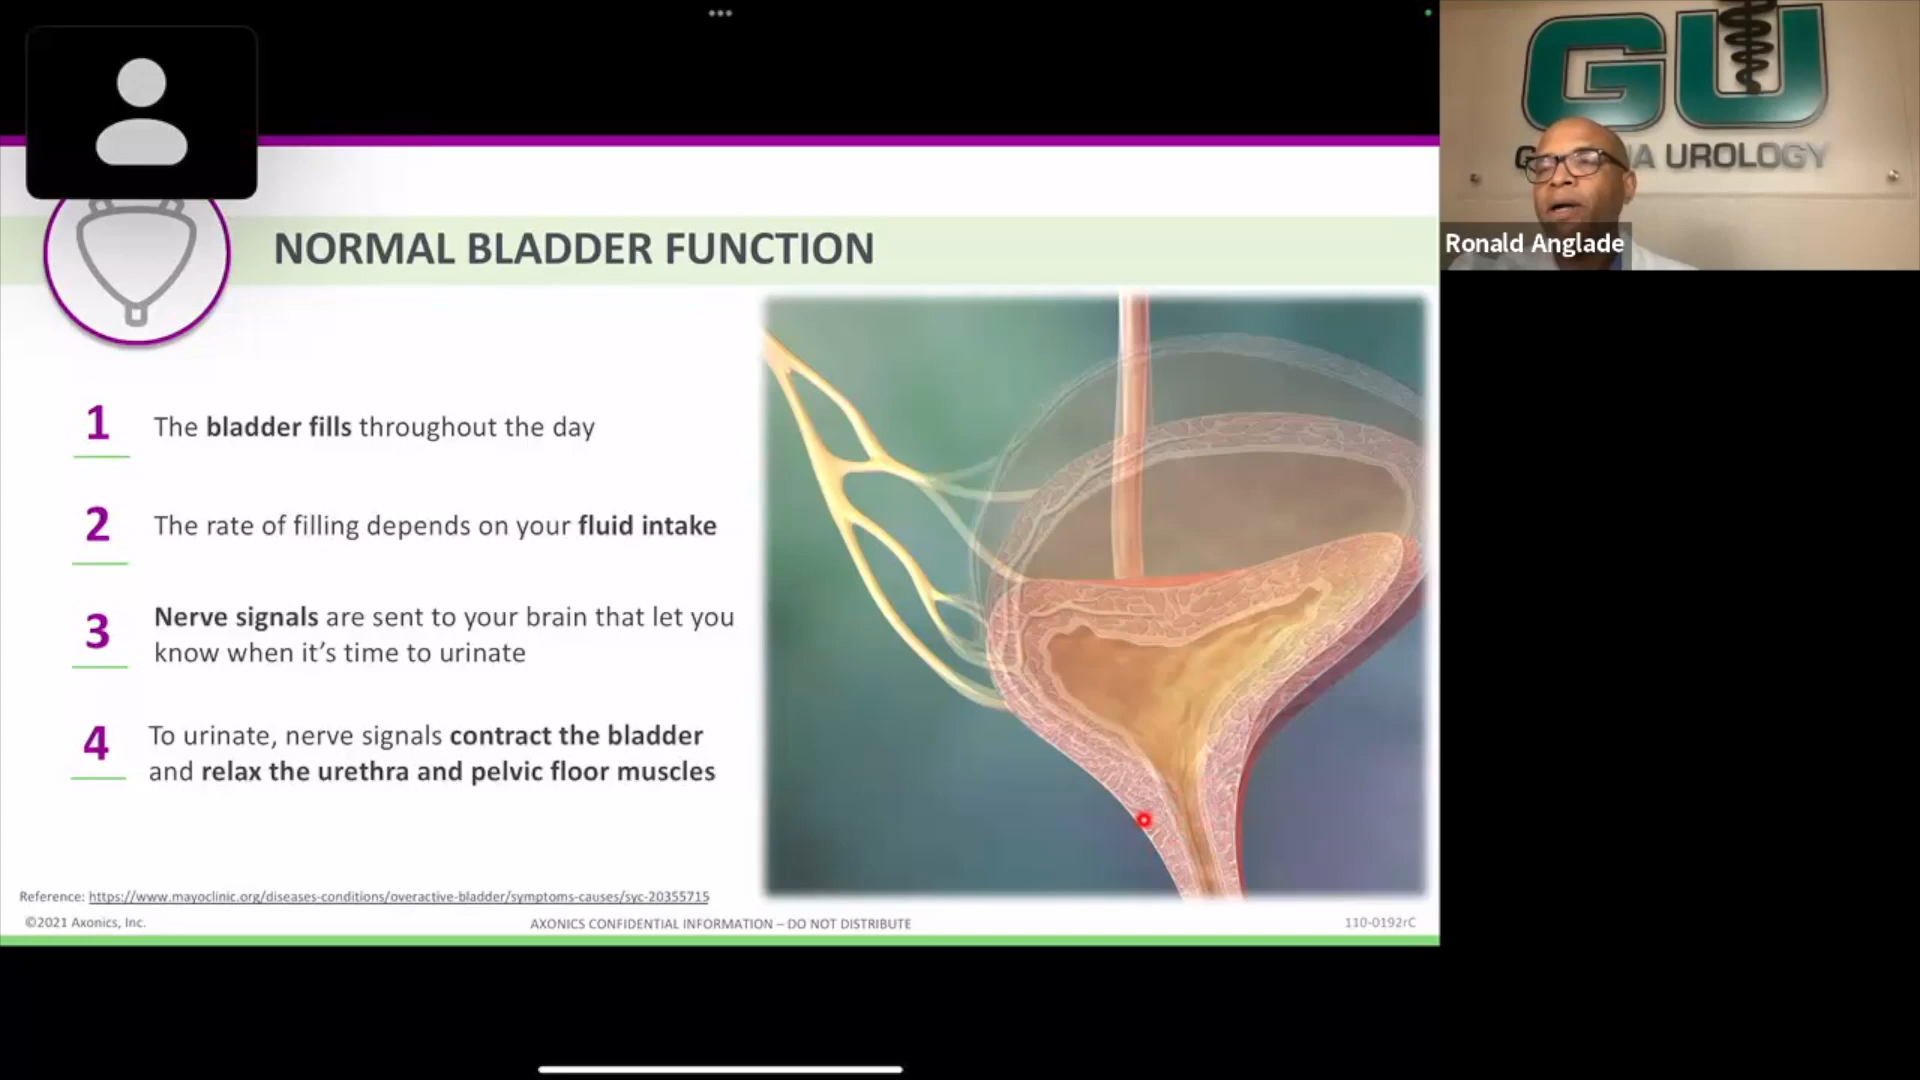 GU
UROLOGY
Ronald Anglade
NORMAL BLADDER FUNCTION
1
The bladder fills throughout the day
2
The rate of filling depends on your fluid intake
3
Nerve signals are sent to your brain that let you
know when it’s time to urinate
4
To urinate, nerve signals contract the bladder
and relax the urethra and pelvic floor muscles
Reference: https://www.mayoclinic.org/diseases-conditions/overactive-bladder/symptoms-causes/syc-20355715
©2021 Axonics, Inc.
AXONICS CONFIDENTIAL INFORMATION – DO NOT DISTRIBUTE
110-0192rC